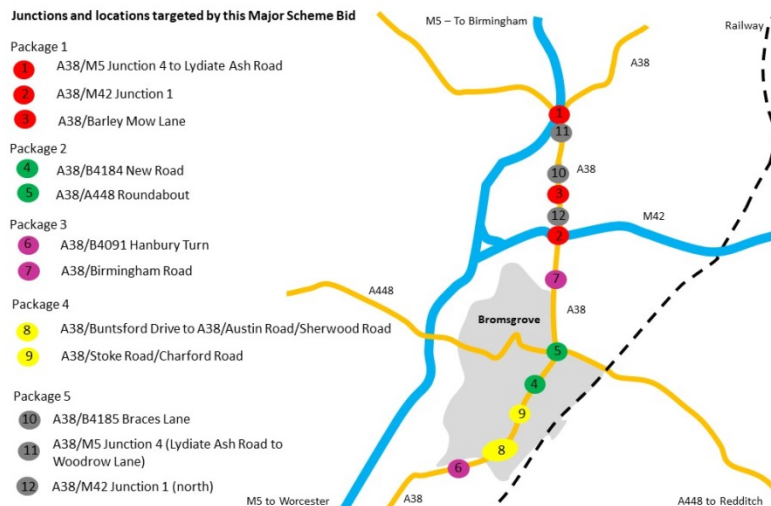 Junctions and locations targeted by this Major Scheme Bid
Package 1
1 A38/M5 Junction 4 to Lydiate Ash Road
2 A38/M42 Junction 1
3 A38/Barley Mow Lane
Package 2
4 A38/B4184 New Road
5 A38/A448 Roundabout
Package 3
6 A38/B4091 Hanbury Turn
7 A38/Birmingham Road
Package 4
8 A38/Buntsford Drive to A38/Austin Road/Sherwood Road
9 A38/Stoke Road/Charford Road
Package 5
10 A38/B4185 Braces Lane
11 A38/M5 Junction 4 (Lydiate Ash Road to
Woodrow Lane)
12 A38/M42 Junction 1 (north)
M5 – To Birmingham
Railway
A38
1
11
10
A38
3
12
2
M42
7
A448
A38
Bromsgrove
5
4
9
8
6
M5 to Worcester
A38
A448 to Redditch